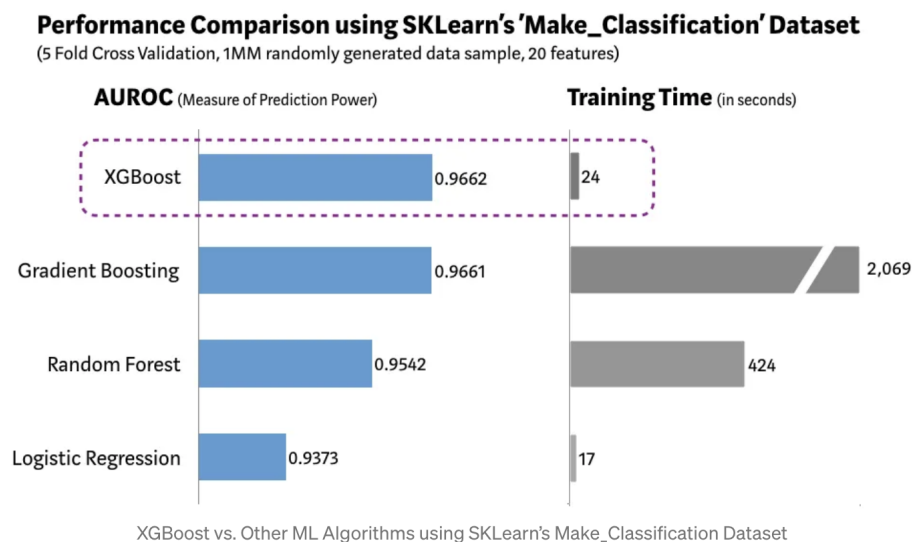 Performance Comparison using SKLearn's 'Make_Classification' Dataset
(5 Fold Cross Validation, 1MM randomly generated data sample, 20 features)
AUROC (Measure of Prediction Power)
Training Time (in seconds)
XGBoost
0.9662
24
Gradient Boosting
0.9661
2,069
Random Forest
0.9542
424
Logistic Regression
0.9373
17
XGBoost vs. Other ML Algorithms using SKLearn's Make_Classification Dataset